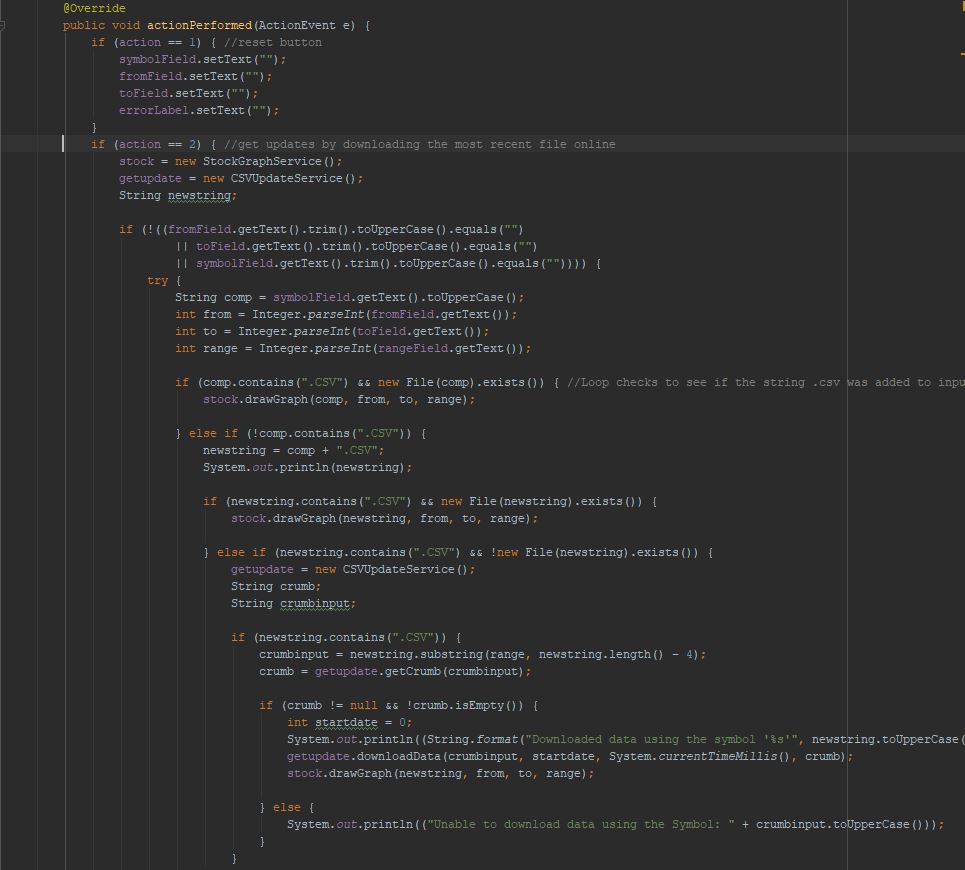 @Override
public void actionPerformed(ActionEvent e) {
if (action == 1) { //reset button
symbolField.setText("");
fromField.setText("");
toField.setText("");
errorLabel.setText("");
}
if (action == 2) { //get updates by downloading the most recent file online
stock = new StockGraphService();
getupdate = new CSVUpdateService();
String newstring;
if (!((fromField.getText().trim().toUpperCase().equals("")
|| toField.getText().trim().toUpperCase().equals("")
|| symbolField.getText().trim().toUpperCase().equals("")))) {
try {
String comp = symbolField.getText().toUpperCase();
int from = Integer.parseInt(fromField.getText());
int to = Integer.parseInt(toField.getText());
int range = Integer.parseInt(rangeField.getText());
if (comp.contains(".CSV") && new File(comp).exists()) { //Loop checks to see if the string .csv was added to inpu
stock.drawGraph(comp, from, to, range);
} else if (!comp.contains(".CSV")) {
newstring = comp + ".CSV";
System.out.println(newstring);
if (newstring.contains(".CSV") && new File(newstring).exists()) {
stock.drawGraph(newstring, from, to, range);
} else if (newstring.contains(".CSV") && !new File(newstring).exists()) {
getupdate = new CSVUpdateService();
String crumb;
String crumbinput;
if (newstring.contains(".CSV")) {
crumbinput = newstring.substring(range, newstring.length() - 4);
crumb = getupdate.getCrumb(crumbinput);
if (crumb != null && !crumb.isEmpty()) {
int startdate = 0;
System.out.println((String.format("Downloaded data using the symbol '%s'", newstring.toUpperCase(
getupdate.downloadData(crumbinput, startdate, System.currentTimeMillis(), crumb);
stock.drawGraph(newstring, from, to, range);
} else {
System.out.println(("Unable to download data using the Symbol: " + crumbinput.toUpperCase()));
}
}